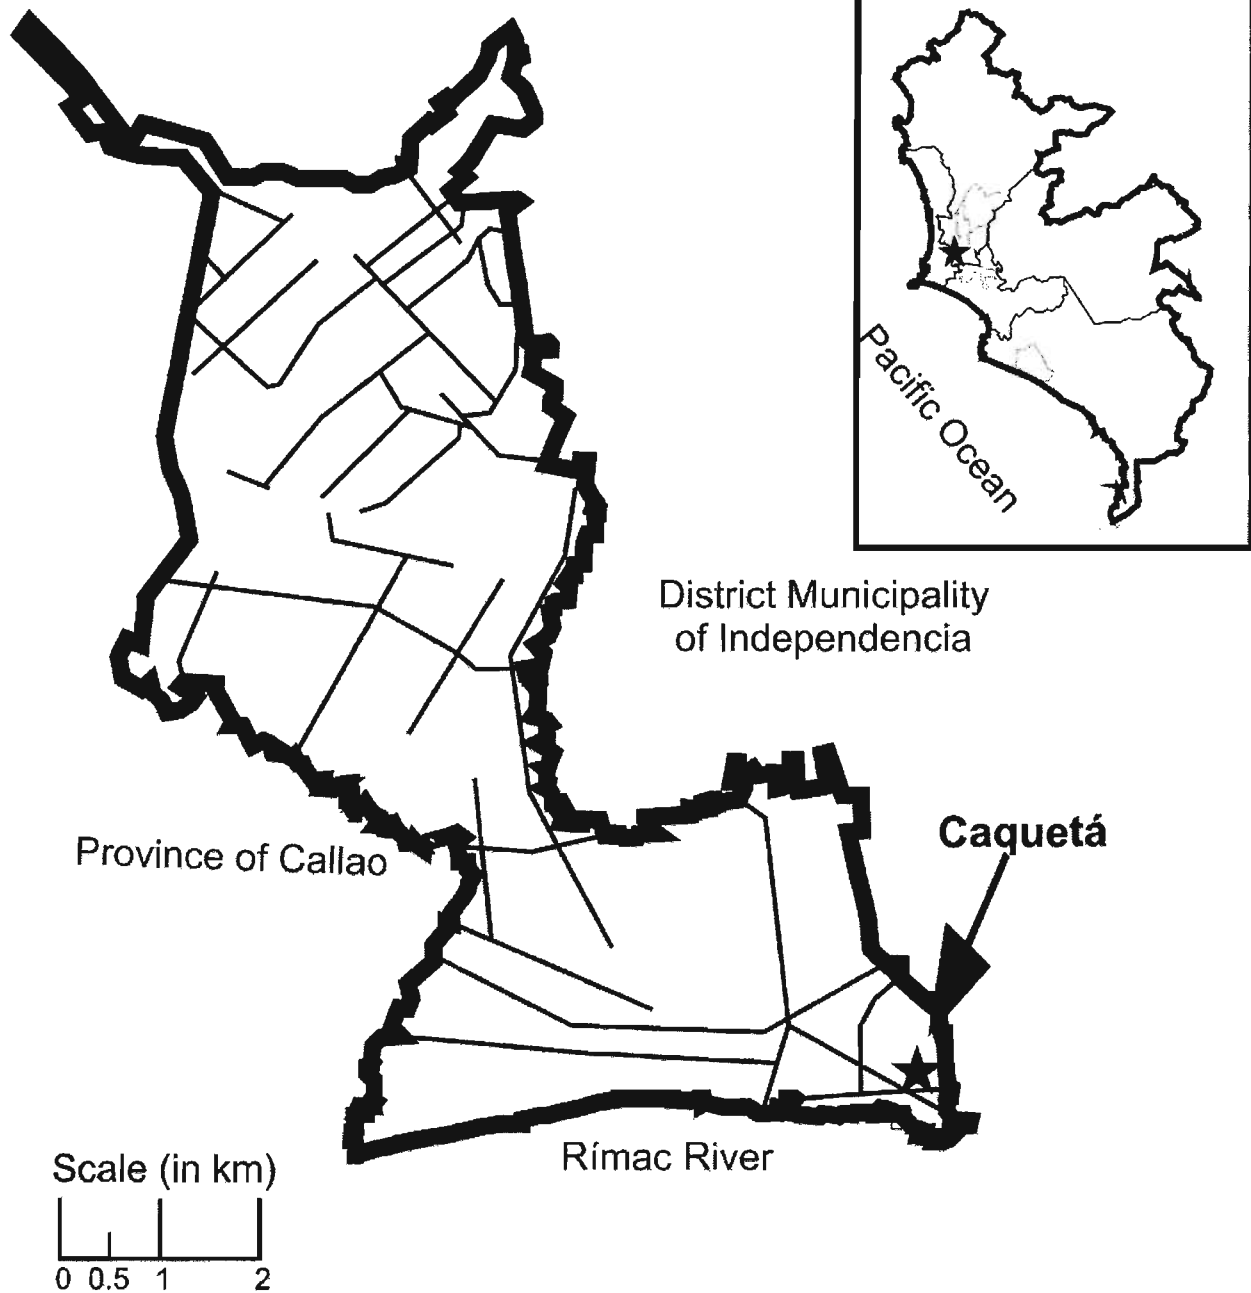 Pacific Ocean
District Municipality
of Independencia
Caquetá
Province of Callao
Rímac River
Scale (in km)
0 0.5 1 2